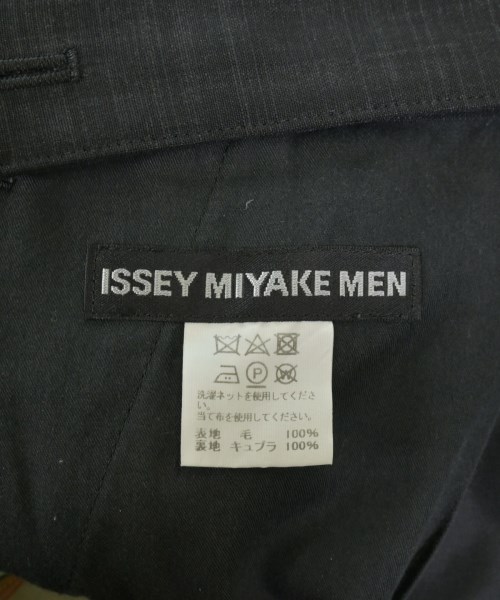 ISSEY MIYAKE MEN
P W
洗濯ネットを使用してくださ
い。
当て布を使用してください。
表地 毛 100%
裏地 キュプラ 100%